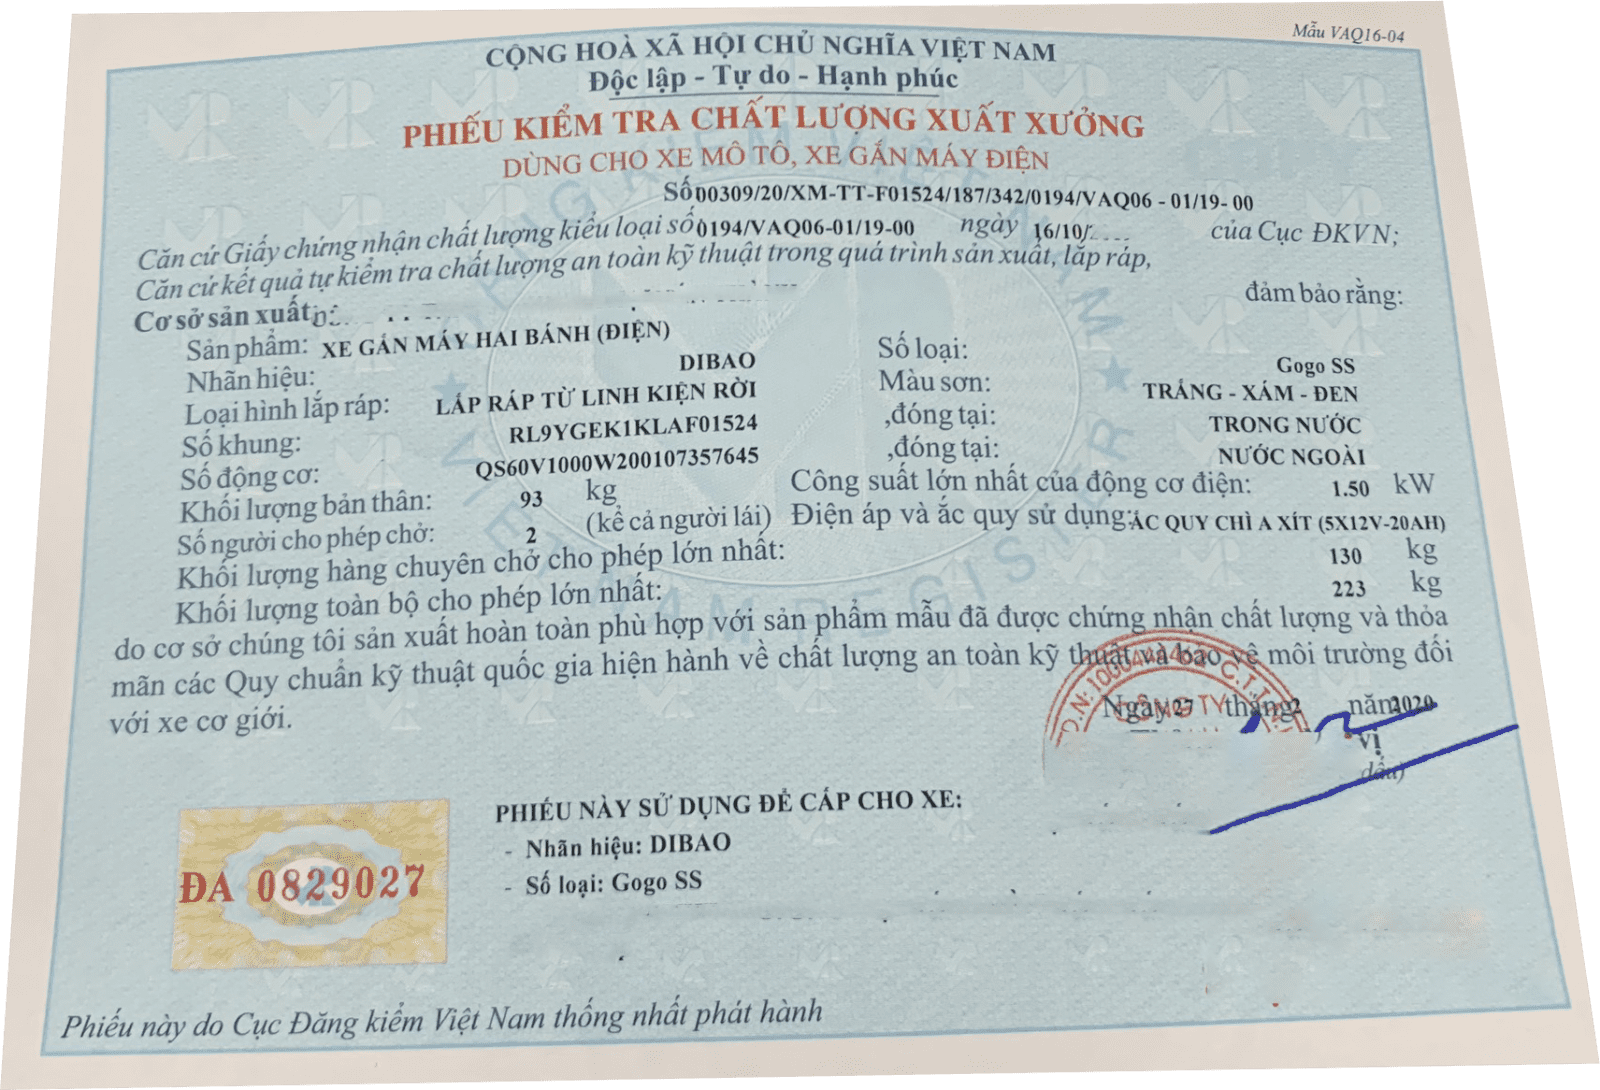 Mẫu VAQ16-04
CỘNG HOÀ XÃ HỘI CHỦ NGHĨA VIỆT NAM
Độc lập - Tự do - Hạnh phúc
PHIẾU KIỂM TRA CHẤT LƯỢNG XUẤT XƯỞNG
DÙNG CHO XE MÔ TÔ, XE GẮN MÁY ĐIỆN
Số 00309/20/XM-TT-F01524/187/342/0194/VAQ06 - 01/19- 00
Căn cứ Giấy chứng nhận chất lượng kiểu loại số 0194/VAQ06-01/19-00 ngày 16/10/ của Cục ĐKVN;
Căn cứ kết quả tự kiểm tra chất lượng an toàn kỹ thuật trong quá trình sản xuất, lắp ráp,
Cơ sở sản xuất: đảm bảo rằng:
Sản phẩm: XE GẮN MÁY HAI BÁNH (ĐIỆN)
Nhãn hiệu: DIBAO Số loại: Gogo SS
Loại hình lắp ráp: LẮP RÁP TỪ LINH KIỆN RỜI Màu sơn: TRẮNG - XÁM - ĐEN
Số khung: RL9YGEK1KLAF01524 ,đóng tại: TRONG NƯỚC
Số động cơ: QS60V1000W200107357645 ,đóng tại: NƯỚC NGOÀI
Khối lượng bản thân: 93 kg Công suất lớn nhất của động cơ điện: 1.50 kW
Số người cho phép chở: 2 (kể cả người lái) Điện áp và ắc quy sử dụng: ẮC QUY CHÌ A XÍT (5X12V-20AH)
Khối lượng hàng chuyên chở cho phép lớn nhất: 130 kg
Khối lượng toàn bộ cho phép lớn nhất: 223 kg
do cơ sở chúng tôi sản xuất hoàn toàn phù hợp với sản phẩm mẫu đã được chứng nhận chất lượng và thỏa
mãn các Quy chuẩn kỹ thuật quốc gia hiện hành về chất lượng an toàn kỹ thuật và bảo vệ môi trường đối
với xe cơ giới.
Ngày 27 tháng 2 năm 2020
vị
dấu)
CÔNG TY
PHIẾU NÀY SỬ DỤNG ĐỂ CẤP CHO XE:
- Nhãn hiệu: DIBAO
- Số loại: Gogo SS
ĐA 0829027
Phiếu này do Cục Đăng kiểm Việt Nam thống nhất phát hành